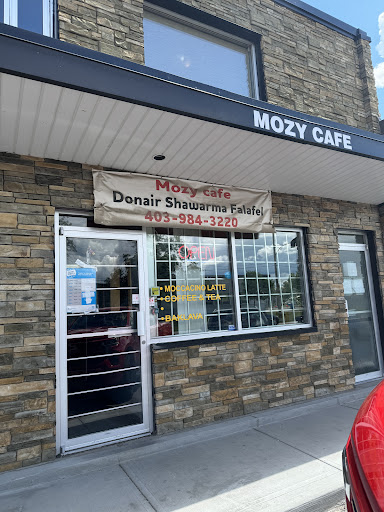 MOZY CAFE
Mozy cafe
Donair Shawarma Falafel
403-984-3220
COFFEE & TEA
BAKLAVA